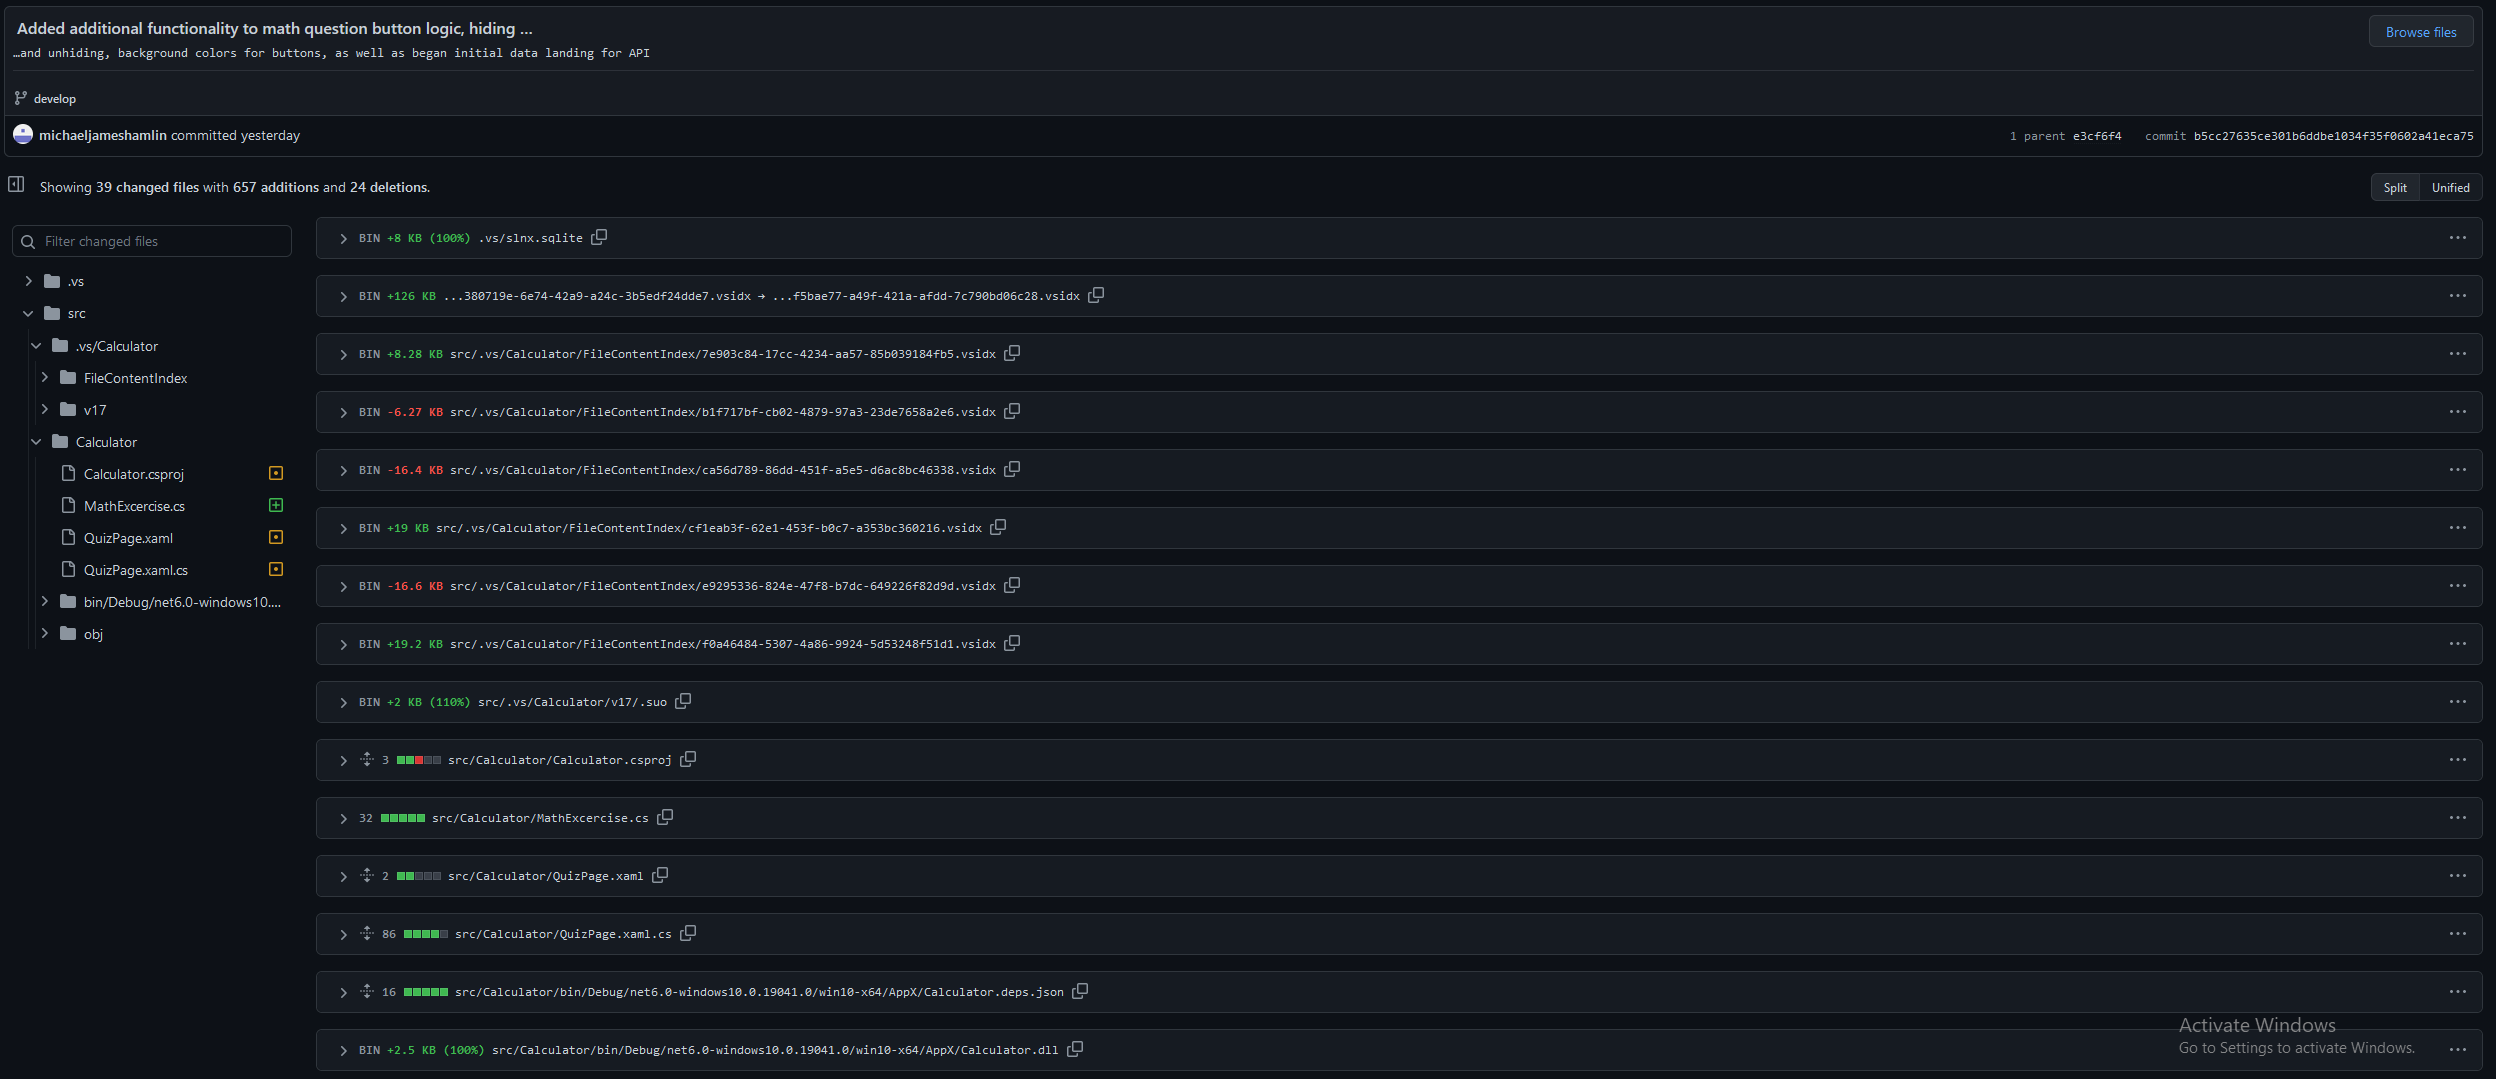 Added additional functionality to math question button logic, hiding ...
Browse files
…and unhiding, background colors for buttons, as well as began initial data landing for API
develop
michaeljameshamlin committed yesterday
1 parent e3cf6f4 commit b5cc27635ce301b6ddbe1034f35f0602a41eca75
Showing 39 changed files with 657 additions and 24 deletions.
Split Unified
Filter changed files
.vs
src
.vs/Calculator
FileContentIndex
v17
Calculator
Calculator.csproj
MathExcercise.cs
QuizPage.xaml
QuizPage.xaml.cs
bin/Debug/net6.0-windows10....
obj
BIN +8 KB (100%) .vs/slnx.sqlite
BIN +126 KB ...380719e-6e74-42a9-a24c-3b5edf24dde7.vsidx → ...f5bae77-a49f-421a-afdd-7c790bd06c28.vsidx
BIN +8.28 KB src/.vs/Calculator/FileContentIndex/7e903c84-17cc-4234-aa57-85b039184fb5.vsidx
BIN -6.27 KB src/.vs/Calculator/FileContentIndex/b1f717bf-cb02-4879-97a3-23de7658a2e6.vsidx
BIN -16.4 KB src/.vs/Calculator/FileContentIndex/ca56d789-86dd-451f-a5e5-d6ac8bc46338.vsidx
BIN +19 KB src/.vs/Calculator/FileContentIndex/cf1eab3f-62e1-453f-b0c7-a353bc360216.vsidx
BIN -16.6 KB src/.vs/Calculator/FileContentIndex/e9295336-824e-47f8-b7dc-649226f82d9d.vsidx
BIN +19.2 KB src/.vs/Calculator/FileContentIndex/f0a46484-5307-4a86-9924-5d53248f51d1.vsidx
BIN +2 KB (110%) src/.vs/Calculator/v17/.suo
3 src/Calculator/Calculator.csproj
32 src/Calculator/MathExcercise.cs
2 src/Calculator/QuizPage.xaml
86 src/Calculator/QuizPage.xaml.cs
16 src/Calculator/bin/Debug/net6.0-windows10.0.19041.0/win10-x64/AppX/Calculator.deps.json
BIN +2.5 KB (100%) src/Calculator/bin/Debug/net6.0-windows10.0.19041.0/win10-x64/AppX/Calculator.dll
Activate Windows
Go to Settings to activate Windows.